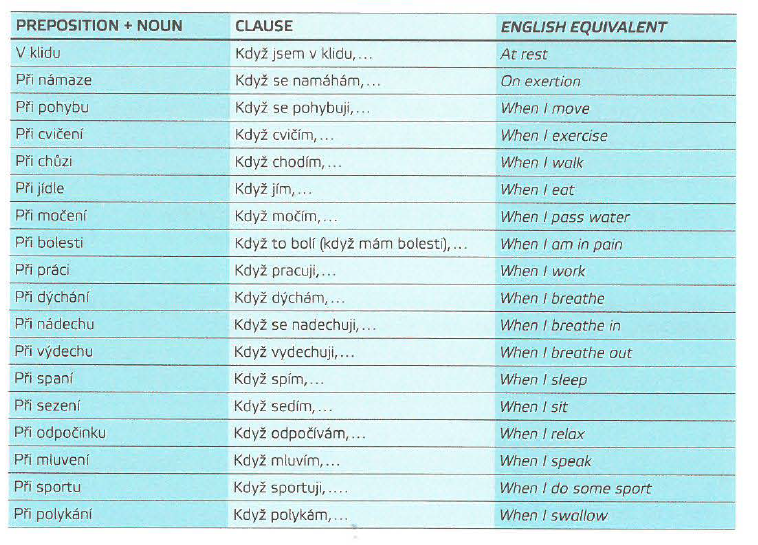 PREPOSITION + NOUN CLAUSE ENGLISH EQUIVALENT
V klidu Když jsem v klidu,... At rest
Při námaze Když se namáhám,... On exertion
Při pohybu Když se pohybuji,... When I move
Při cvičení Když cvičím,... When I exercise
Při chůzi Když chodím,... When I walk
Při jídle Když jím,... When I eat
Při močení Když močím,... When I pass water
Při bolesti Když to bolí (když mám bolesti),... When I am in pain
Při práci Když pracuji,... When I work
Při dýchání Když dýchám,... When I breathe
Při nádechu Když se nadechuji,... When I breathe in
Při výdechu Když vydechuji,... When I breathe out
Při spaní Když spím,... When I sleep
Při sezení Když sedím,... When I sit
Při odpočinku Když odpočívám,... When I relax
Při mluvení Když mluvím,... When I speak
Při sportu Když sportuji,.... When I do some sport
Při polykání Když polykám,... When I swallow